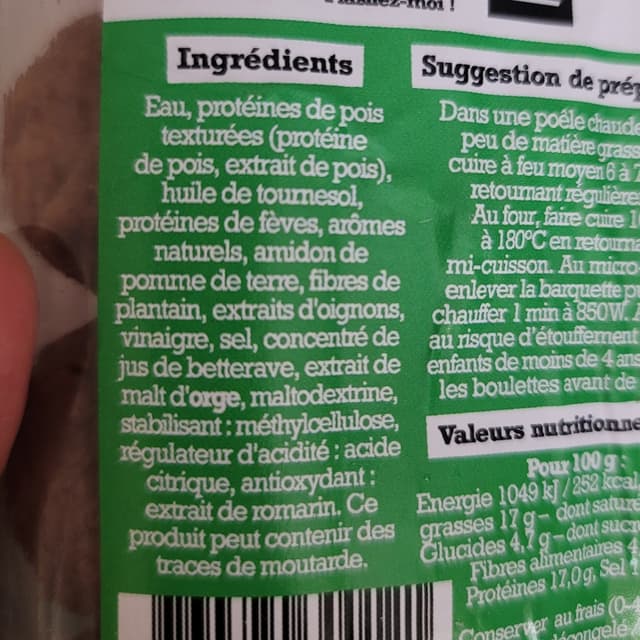 Ingrédients
Eau, protéines de pois
texturées (protéine
de pois, extrait de pois),
huile de tournesol,
protéines de fèves, arômes
naturels, amidon de
pomme de terre, fibres de
plantain, extraits d'oignons,
vinaigre, sel, concentré de
jus de betterave, extrait de
malt d'orge, maltodextrine,
stabilisant : méthylcellulose,
régulateur d'acidité : acide
citrique, antioxydant :
extrait de romarin. Ce
produit peut contenir des
traces de moutarde.
Suggestion de
Dans une poêle
peu de matière
cuire à feu moyen 6 à 7
retournant
Au four, faire cuire
à 180°C en
mi-cuisson. Au
enlever la barquette
chauffer 1 min à 850W.
au risque d'étouffement
enfants de moins de 4 ans
les boulettes avant de
Valeurs
Pour 100 g :
Energie 1049 kJ / 252 kcal
grasses 17 g - dont
Glucides 4,7 g - dont
Fibres alimentaires
Protéines 17,0 g, Sel
Conserver au frais